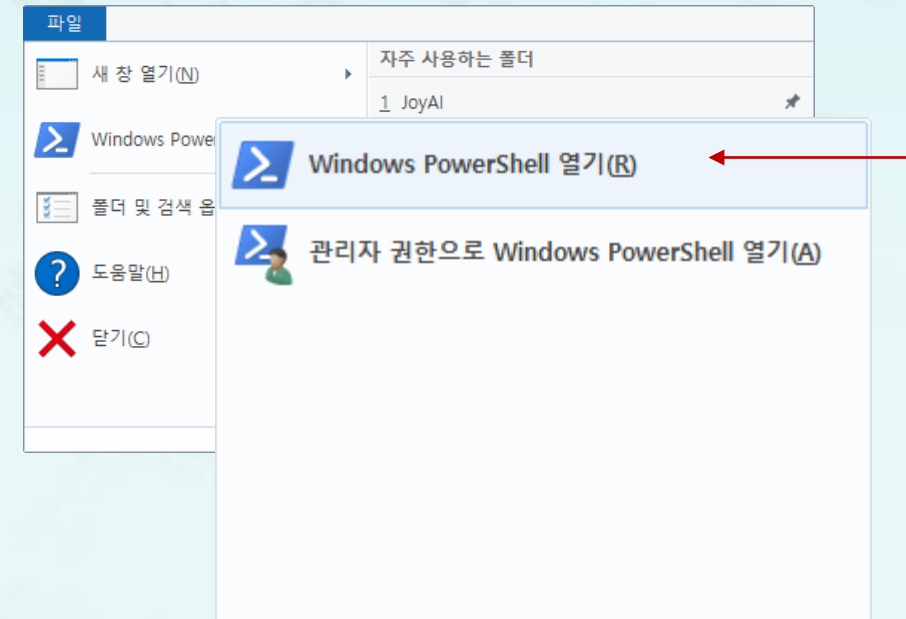 파일
새 창 열기(N)
자주 사용하는 폴더
1 JoyAI
Windows
Windows PowerShell 열기(R)
폴더 및 검색
관리자 권한으로 Windows PowerShell 열기(A)
도움말(H)
닫기(C)